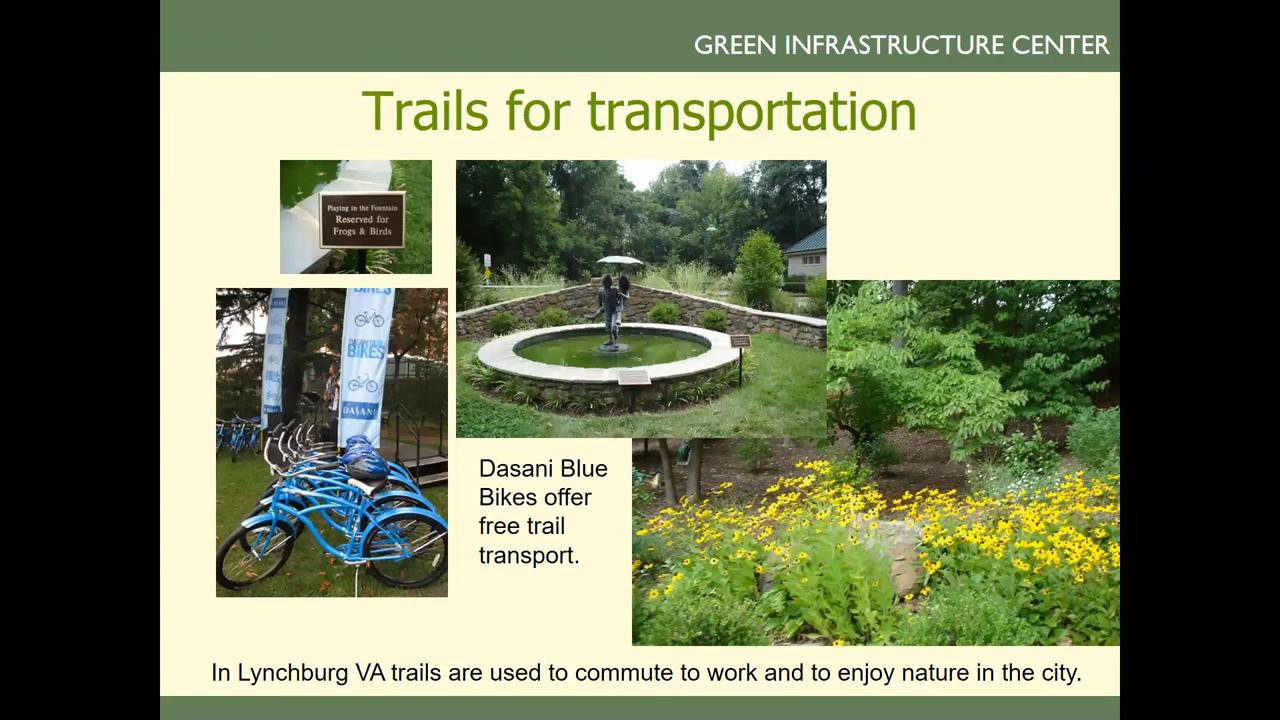 GREEN INFRASTRUCTURE CENTER
Trails for transportation
Playing in the Fountain
Reserved for
Frogs & Birds
BIKES
BIKES
DASANI
Dasani Blue
Bikes offer
free trail
transport.
In Lynchburg VA trails are used to commute to work and to enjoy nature in the city.